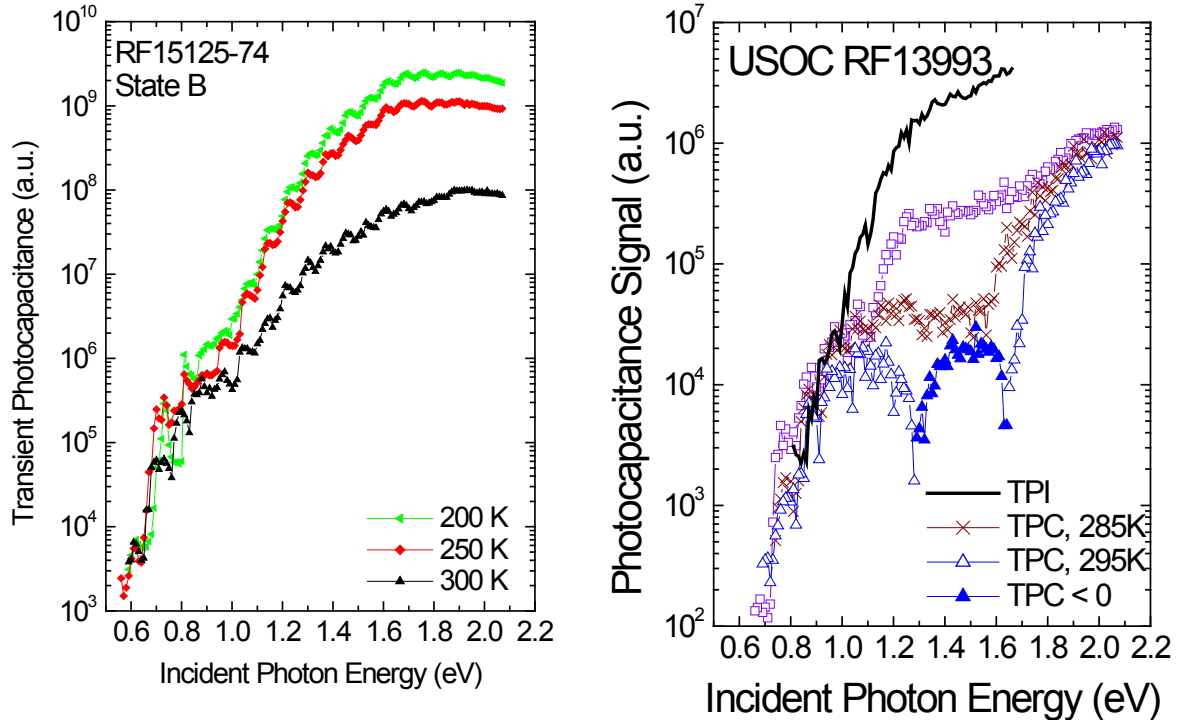 RF15125-74
State B
Transient Photocapacitance (a.u.)
10^10
10^9
10^8
10^7
10^6
10^5
10^4
10^3
200 K
250 K
300 K
0.6 0.8 1.0 1.2 1.4 1.6 1.8 2.0 2.2
Incident Photon Energy (eV)
USOC RF13993
Photocapacitance Signal (a.u.)
10^7
10^6
10^5
10^4
10^3
10^2
TPI
TPC, 285K
TPC, 295K
TPC < 0
0.6 0.8 1.0 1.2 1.4 1.6 1.8 2.0 2.2
Incident Photon Energy (eV)